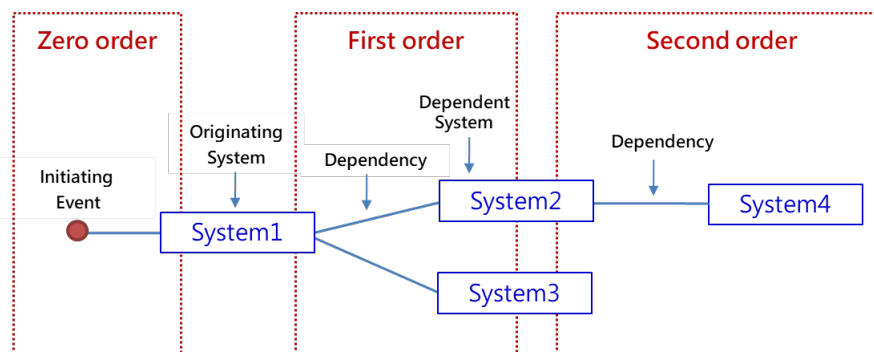 Zero order
First order
Second order
Dependent
System
Originating
System
Dependency
Dependency
Initiating
Event
System1
System2
System4
System3